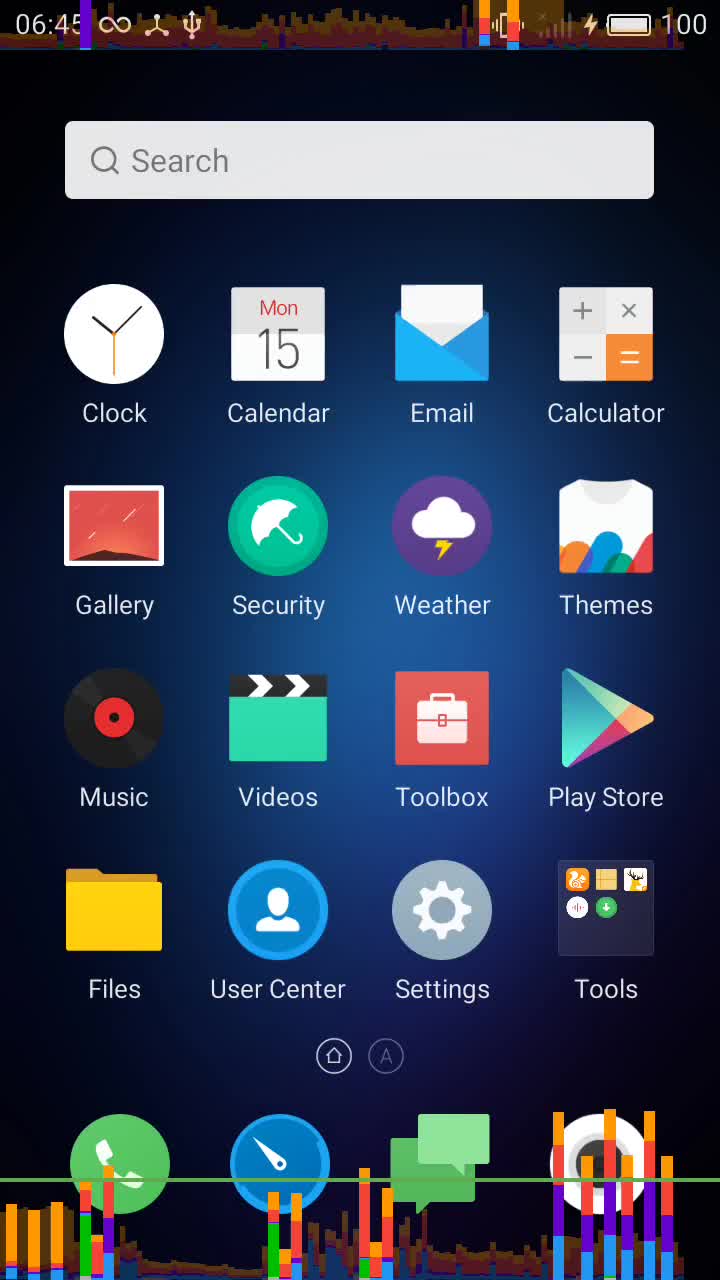 06:45 100
Search
Mon
15
Clock Calendar Email Calculator
Gallery Security Weather Themes
Music Videos Toolbox Play Store
Files User Center Settings Tools
A